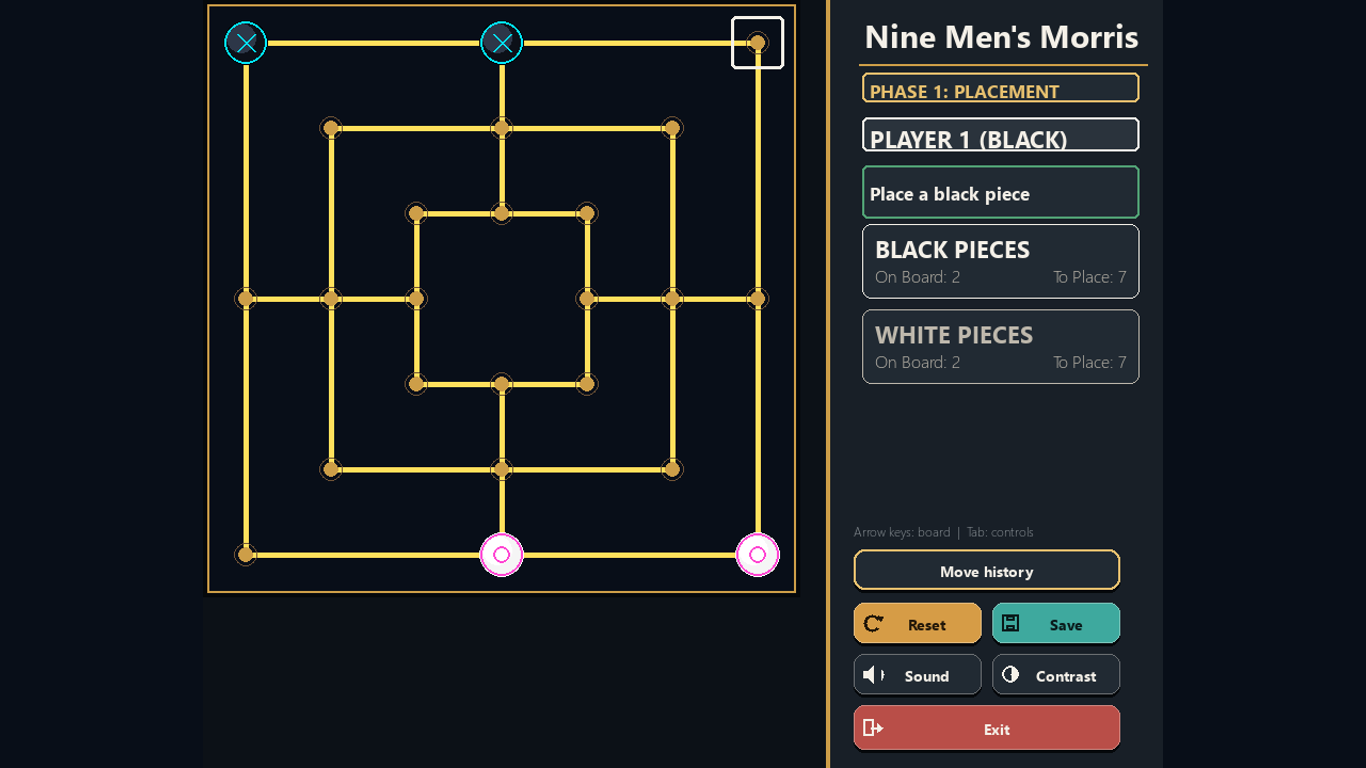 Nine Men's Morris
PHASE 1: PLACEMENT
PLAYER 1 (BLACK)
Place a black piece
BLACK PIECES
On Board: 2 To Place: 7
WHITE PIECES
On Board: 2 To Place: 7
Arrow keys: board | Tab: controls
Move history
Reset Save
Sound Contrast
Exit